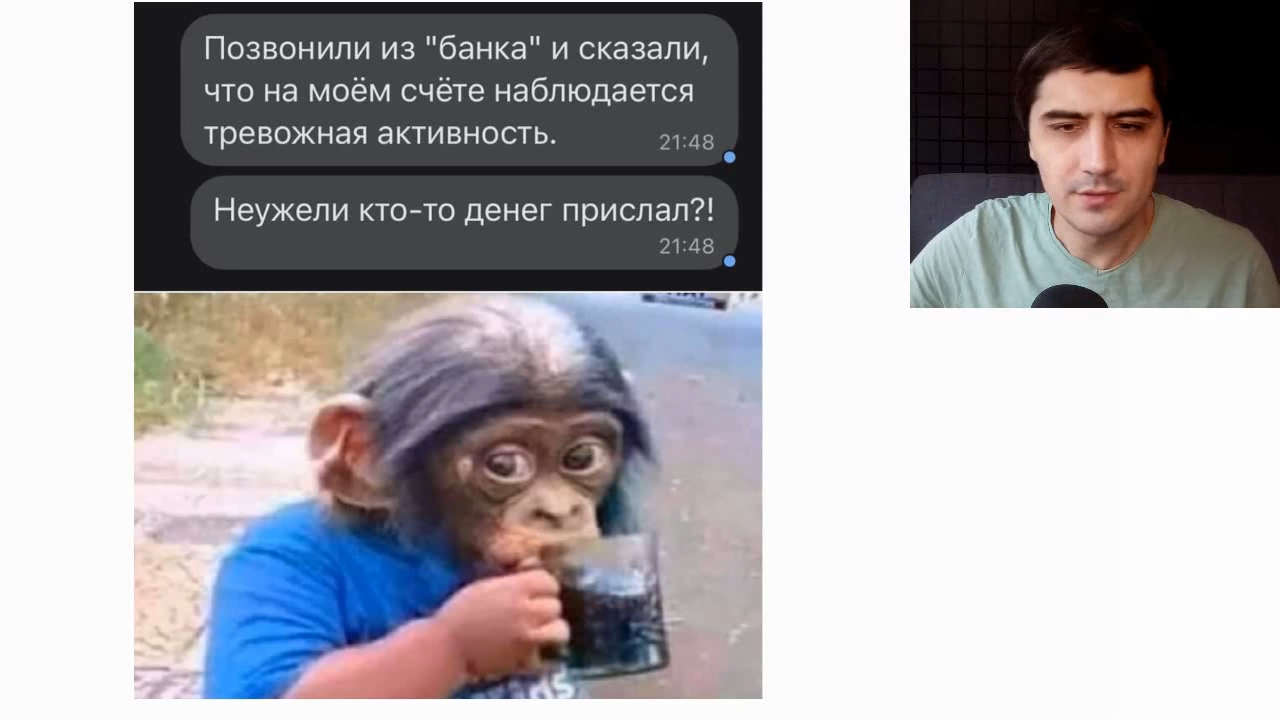 Позвонили из "банка" и сказали,
что на моём счёте наблюдается
тревожная активность.
21:48
Неужели кто-то денег прислал?!
21:48